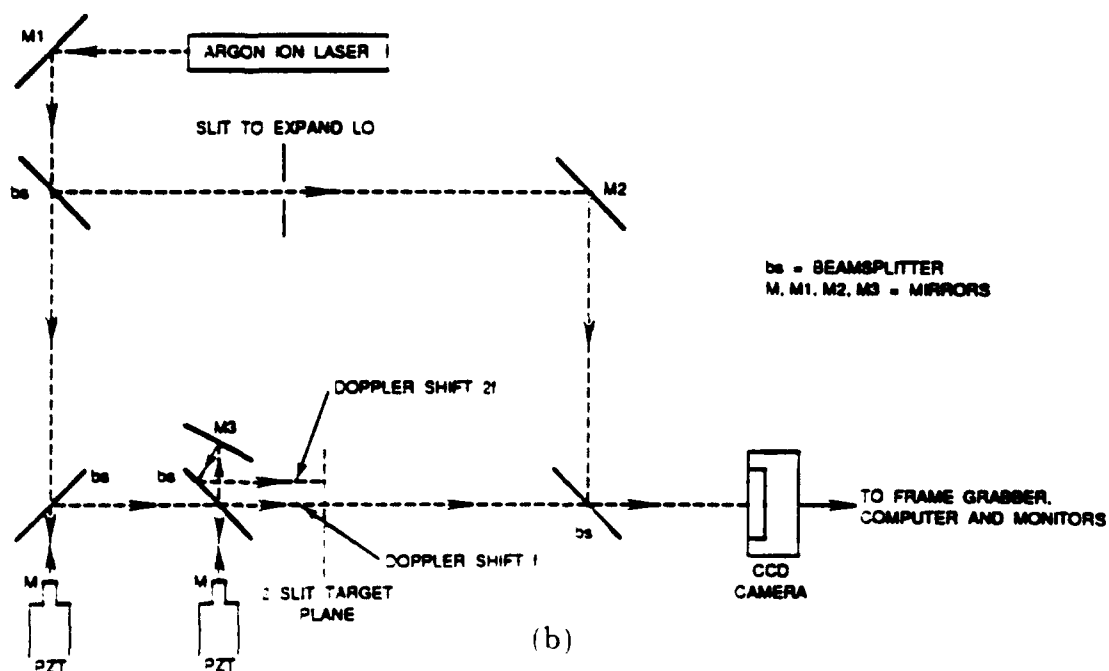 M1
ARGON ION LASER
SLIT TO EXPAND LO
bs
M2
bs = BEAMSPLITTER
M, M1, M2, M3 = MIRRORS
DOPPLER SHIFT 2f
M3
bs
bs
TO FRAME GRABBER,
COMPUTER AND MONITORS
bs
DOPPLER SHIFT f
M
M
2 SLIT TARGET
PLANE
CCD
CAMERA
PZT
PZT
(b)